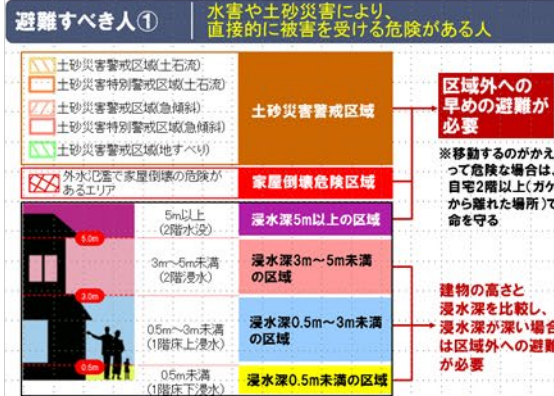 避難すべき人①
水害や土砂災害により、
直接的に被害を受ける危険がある人
土砂災害警戒区域(土石流)
土砂災害特別警戒区域(土石流)
土砂災害警戒区域(急傾斜)
土砂災害特別警戒区域(急傾斜)
土砂災害警戒区域(地すべり)
土砂災害警戒区域
外水氾濫で家屋倒壊の危険が
あるエリア
家屋倒壊危険区域
5m以上
(2階水没)
浸水深5m以上の区域
5.0m
3m～5m未満
(2階浸水)
浸水深3m～5m未満
の区域
3.0m
0.5m～3m未満
(1階床上浸水)
浸水深0.5m～3m未満
の区域
0.5m
0.5m未満
(1階床下浸水)
浸水深0.5m未満の区域
区域外への
早めの避難が
必要
※移動するのがかえ
って危険な場合は、
自宅2階以上(ガケ
から離れた場所)で
命を守る
建物の高さと
浸水深を比較し、
浸水深が深い場合
は区域外への避難
が必要